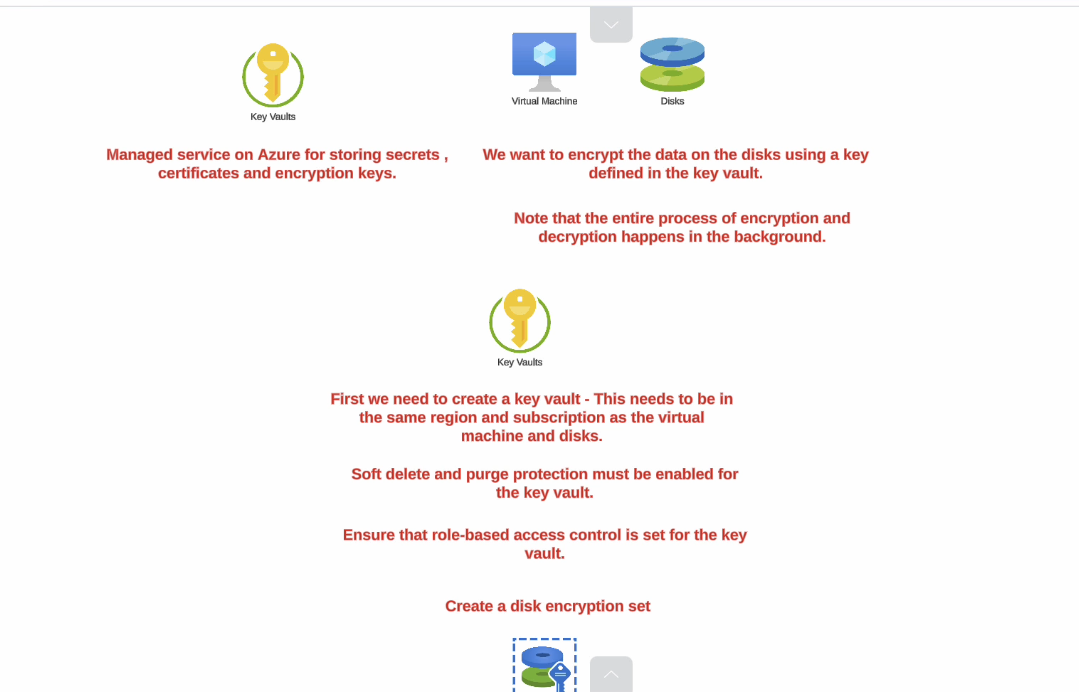 Key Vaults
Virtual Machine
Disks
Managed service on Azure for storing secrets ,
certificates and encryption keys.
We want to encrypt the data on the disks using a key
defined in the key vault.
Note that the entire process of encryption and
decryption happens in the background.
Key Vaults
First we need to create a key vault - This needs to be in
the same region and subscription as the virtual
machine and disks.
Soft delete and purge protection must be enabled for
the key vault.
Ensure that role-based access control is set for the key
vault.
Create a disk encryption set